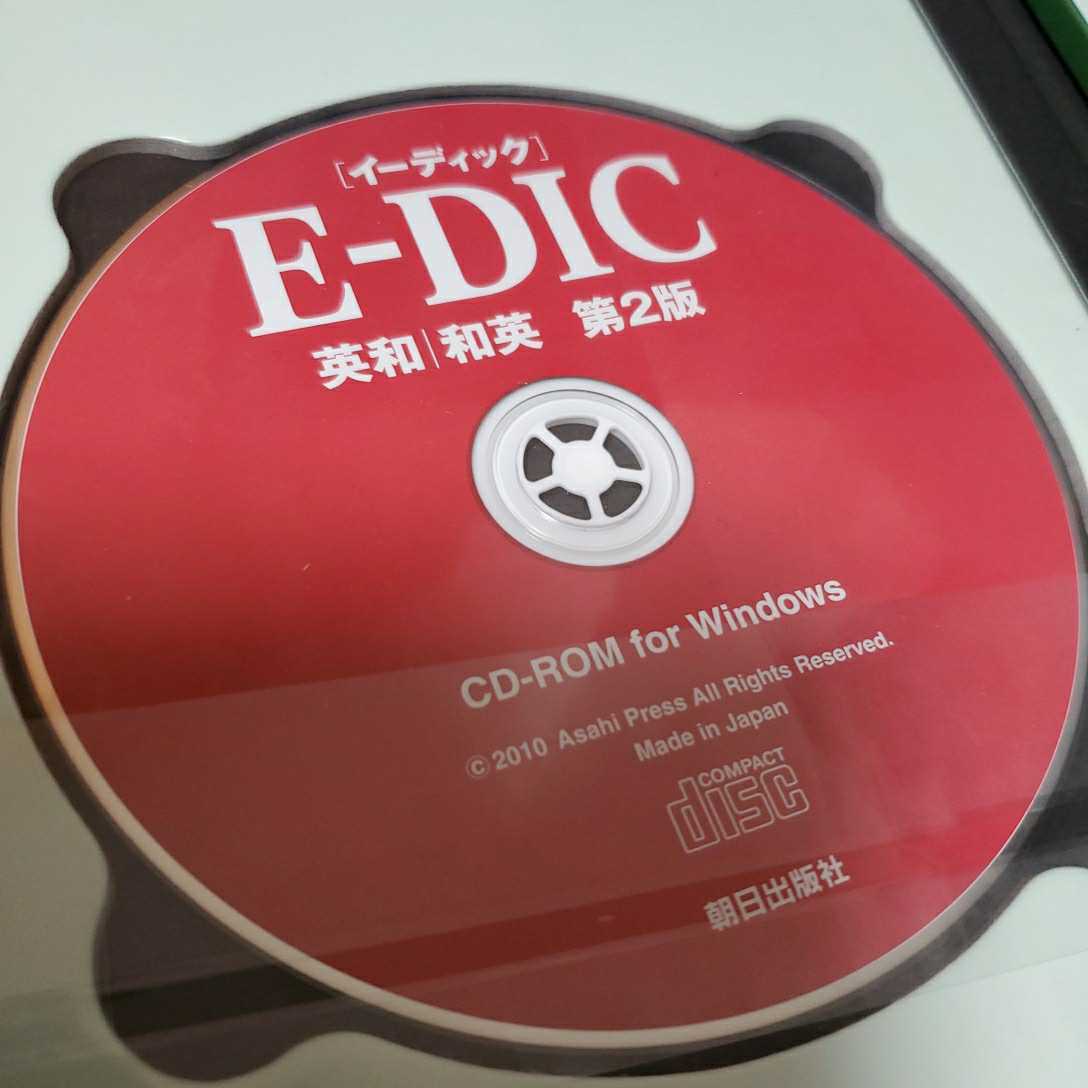 [イーディック]
E-DIC
英和|和英 第2版
CD-ROM for Windows
© 2010 Asahi Press All Rights Reserved.
Made in Japan
COMPACT
disc
朝日出版社